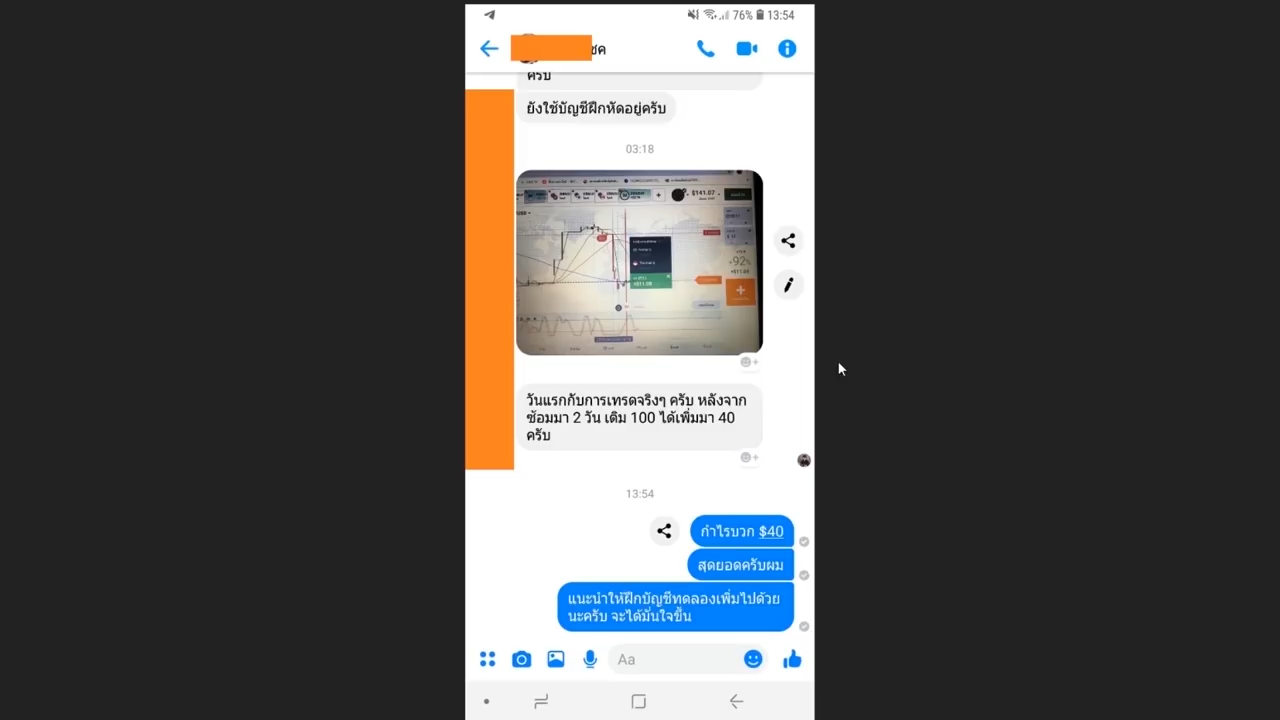 76% 13:54
ชค
ครับ
ยังใช้บัญชีฝึกหัดอยู่ครับ
03:18
$141.07
92%
วันแรกกับการเทรดจริงๆ ครับ หลังจาก
ซ้อมมา 2 วัน เดิม 100 ได้เพิ่มมา 40
ครับ
13:54
กำไรบวก $40
สุดยอดครับผม
แนะนำให้ฝึกบัญชีทดลองเพิ่มไปด้วย
นะครับ จะได้มั่นใจขึ้น
Aa